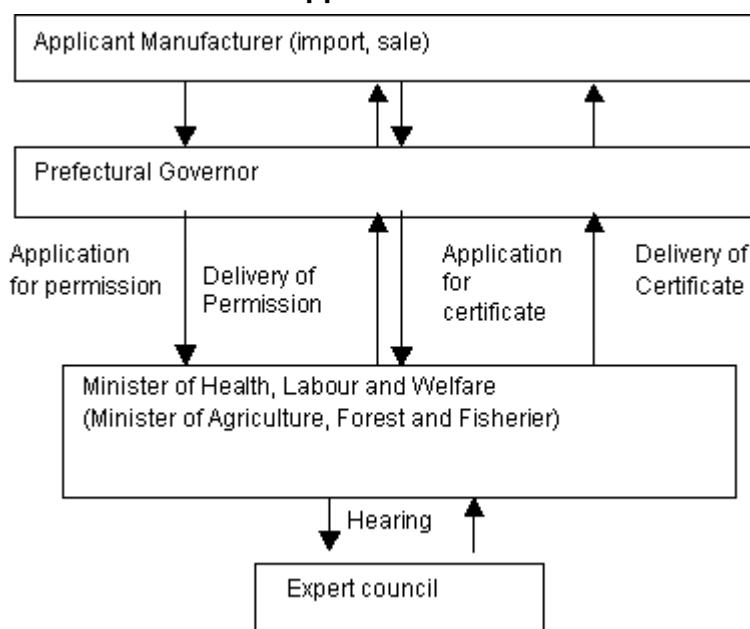 Applicant Manufacturer (import, sale)
Prefectural Governor
Application
for permission
Delivery of
Permission
Application
for
certificate
Delivery of
Certificate
Minister of Health, Labour and Welfare
(Minister of Agriculture, Forest and Fisherier)
Hearing
Expert council